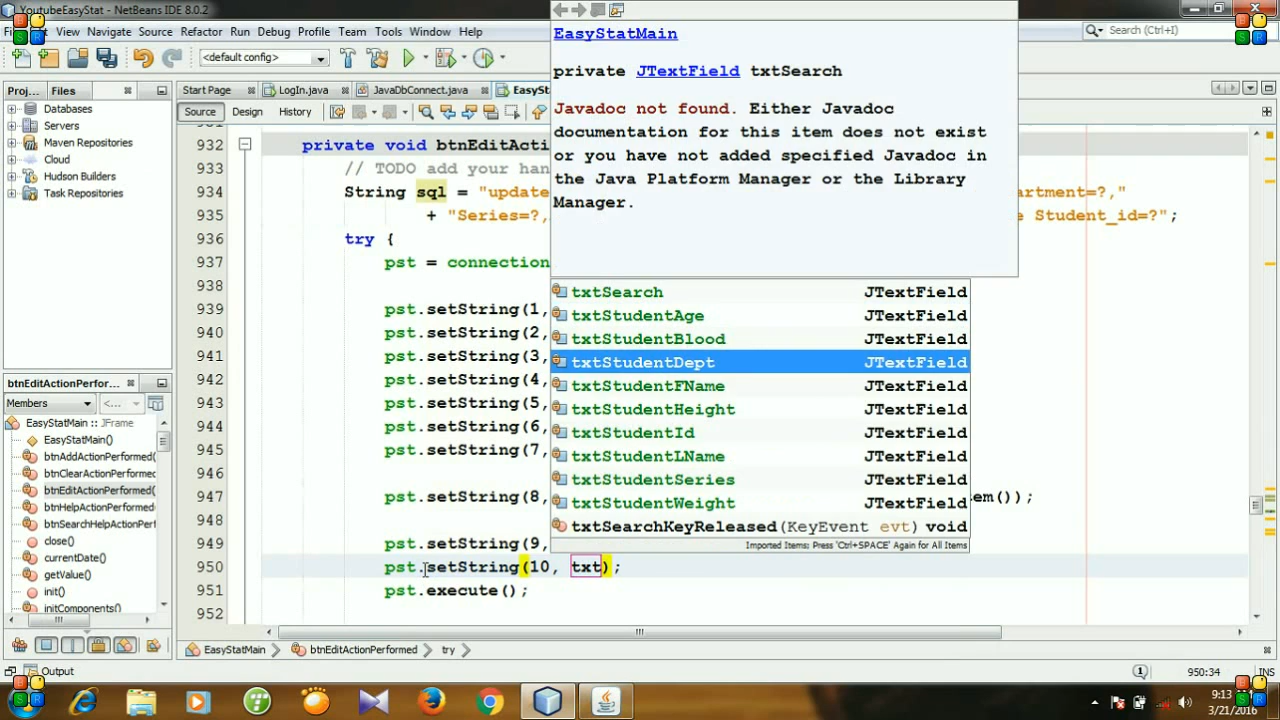 YoutubeEasyStat - NetBeans IDE 8.0.2
View Navigate Source Refactor Run Debug Profile Team Tools Window Help
Search (Ctrl+I)
<default config>
Proj... Files
Start Page LogIn.java JavaDbConnect.java EasySt
Source Design History
Databases
Servers
Maven Repositories
Cloud
Hudson Builders
Task Repositories
EasyStatMain
private JTextField txtSearch
Javadoc not found. Either Javadoc
documentation for this item does not exist
or you have not added specified Javadoc in
the Java Platform Manager or the Library
Manager.
932 private void btnEditActi
933 // TODO add your han
934 String sql = "update artment=?,"
935 + "Series=?, e Student_id=?";
936 try {
937 pst = connection
938
939 pst.setString(1,
940 pst.setString(2,
941 pst.setString(3,
942 pst.setString(4,
943 pst.setString(5,
944 pst.setString(6,
945 pst.setString(7,
946
947 pst.setString(8, tem());
948
949 pst.setString(9,
950 pst.setString(10, txt);
951 pst.execute();
952
txtSearch JTextField
txtStudentAge JTextField
txtStudentBlood JTextField
txtStudentDept JTextField
txtStudentFName JTextField
txtStudentHeight JTextField
txtStudentId JTextField
txtStudentLName JTextField
txtStudentSeries JTextField
txtStudentWeight JTextField
txtSearchKeyReleased(KeyEvent evt) void
Imported Items: Press 'Ctrl+SPACE' Again for All Items
btnEditActionPerfor...
Members <...
EasyStatMain :: JFrame
EasyStatMain()
btnAddActionPerformed(
btnClearActionPerformed
btnEditActionPerformed(
btnHelpActionPerformed
btnSearchHelpActionPer
close()
currentDate()
getValue()
init()
initComponents()
EasyStatMain btnEditActionPerformed try
Output
1 950:34 INS
9:13
3/21/2016